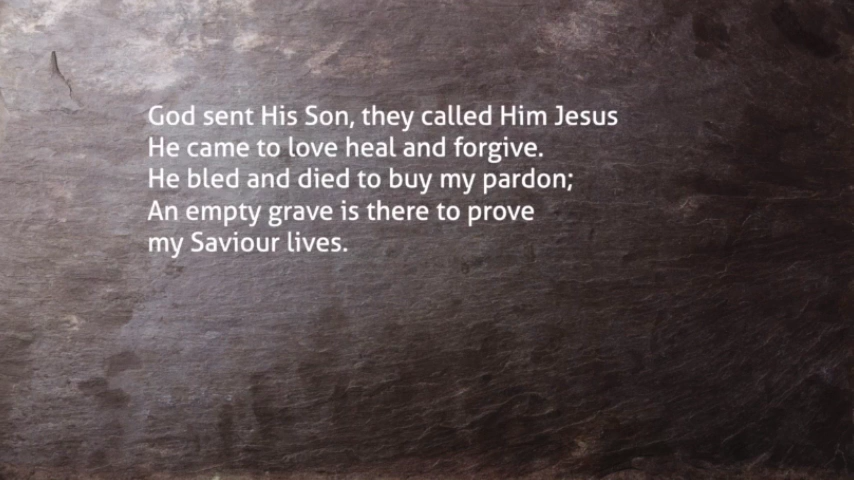 God sent His Son, they called Him Jesus
He came to love heal and forgive.
He bled and died to buy my pardon;
An empty grave is there to prove
my Saviour lives.